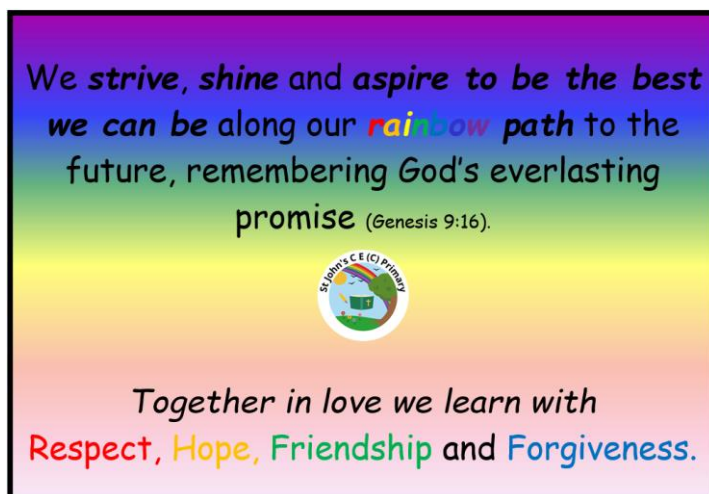 We strive, shine and aspire to be the best
we can be along our rainbow path to the
future, remembering God's everlasting
promise (Genesis 9:16).
St John's C E (C) Primary
Together in love we learn with
Respect, Hope, Friendship and Forgiveness.